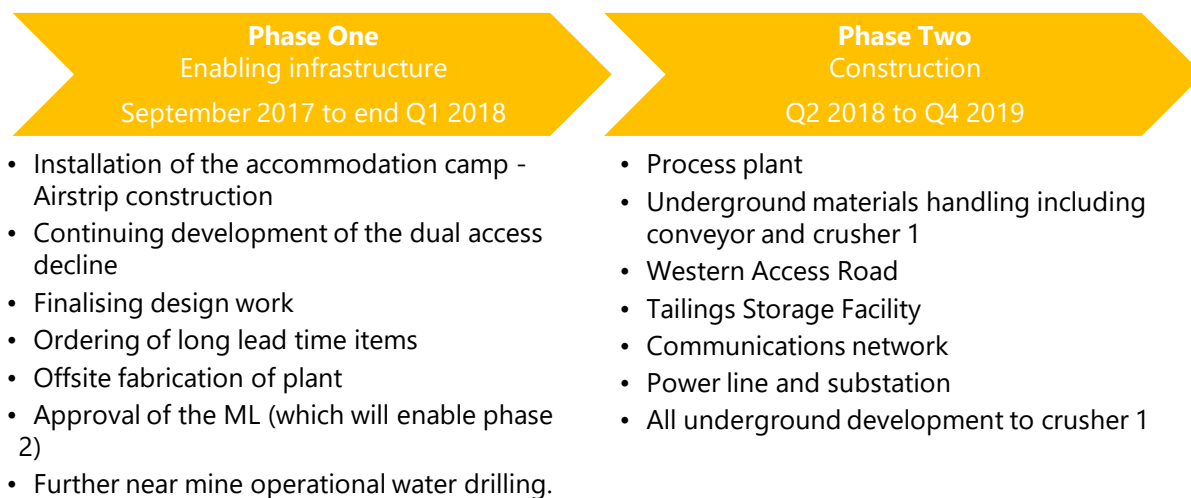 Phase One
Enabling infrastructure
September 2017 to end Q1 2018
• Installation of the accommodation camp -
Airstrip construction
• Continuing development of the dual access
decline
• Finalising design work
• Ordering of long lead time items
• Offsite fabrication of plant
• Approval of the ML (which will enable phase
2)
• Further near mine operational water drilling.
Phase Two
Construction
Q2 2018 to Q4 2019
• Process plant
• Underground materials handling including
conveyor and crusher 1
• Western Access Road
• Tailings Storage Facility
• Communications network
• Power line and substation
• All underground development to crusher 1